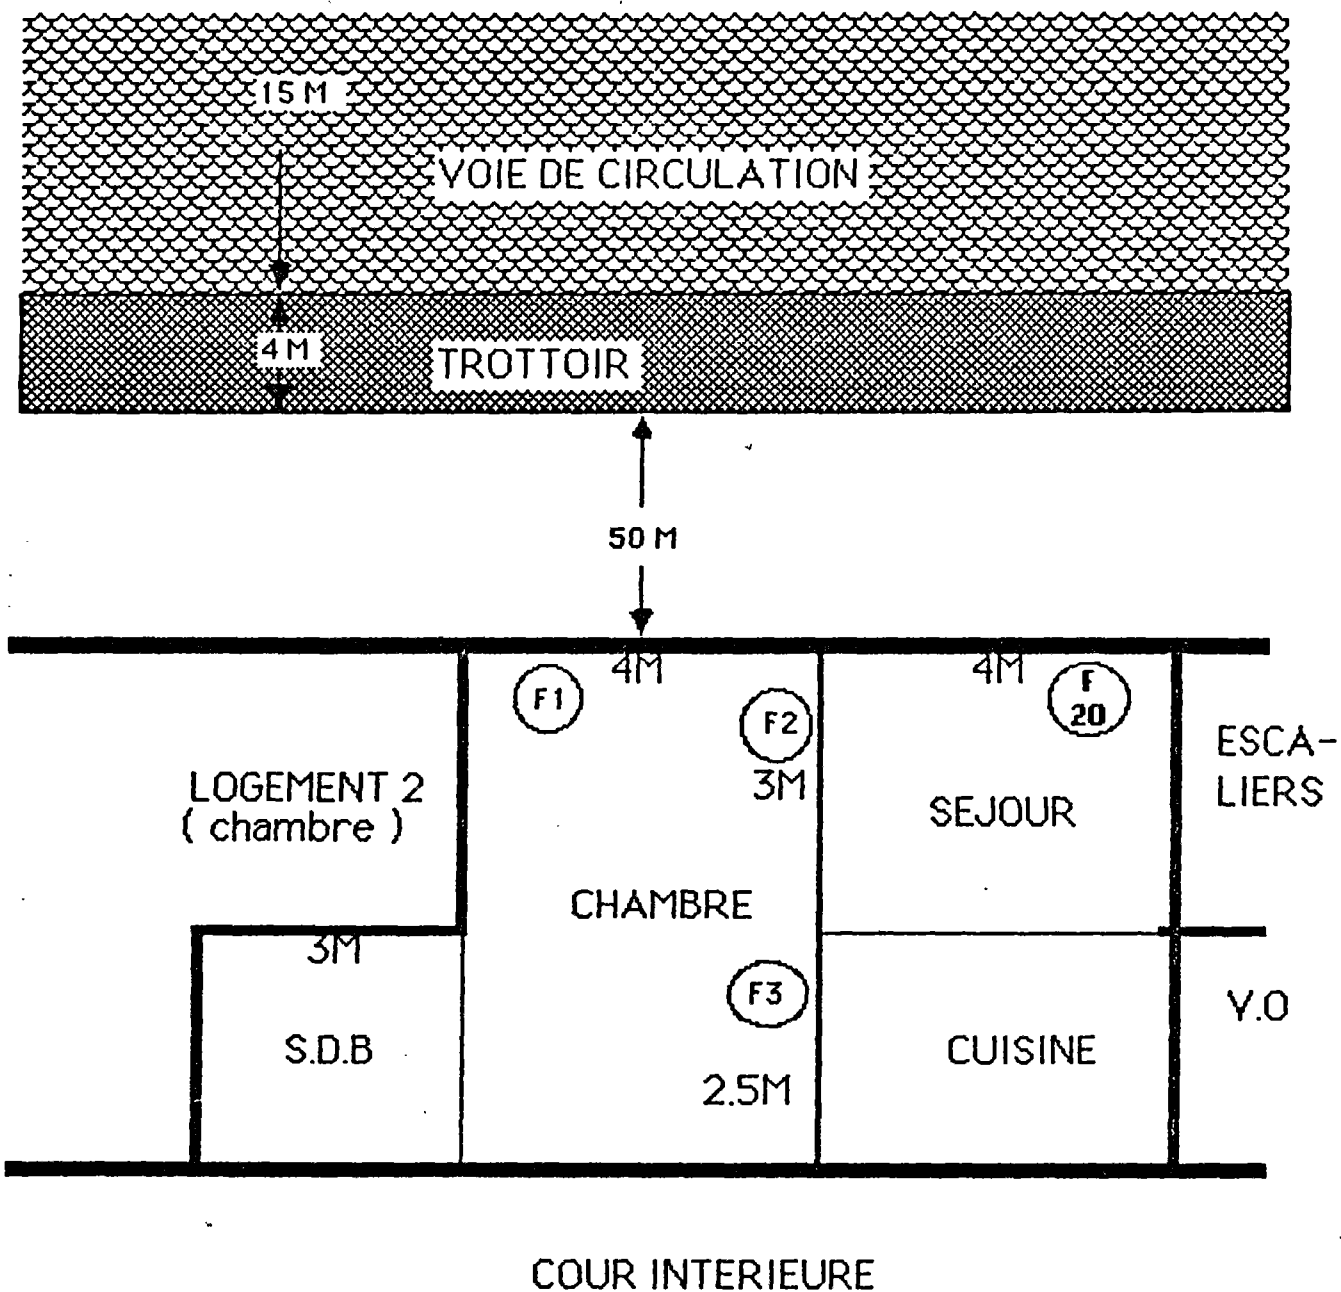 15 M
VOIE DE CIRCULATION
4 M
TROTTOIR
50 M
4M
4M
F1
F2
F
20
3M
ESCA-
LIERS
LOGEMENT 2
( chambre )
SEJOUR
CHAMBRE
3M
F3
V.O
S.D.B
CUISINE
2.5M
COUR INTERIEURE